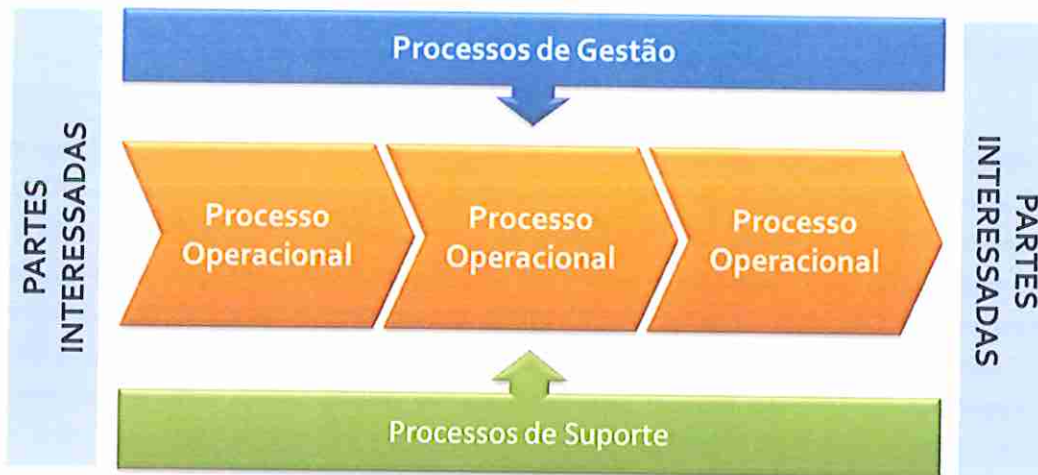 Processos de Gestão
PARTES
INTERESSADAS
Processo
Operacional
Processo
Operacional
Processo
Operacional
PARTES
INTERESSADAS
Processos de Suporte